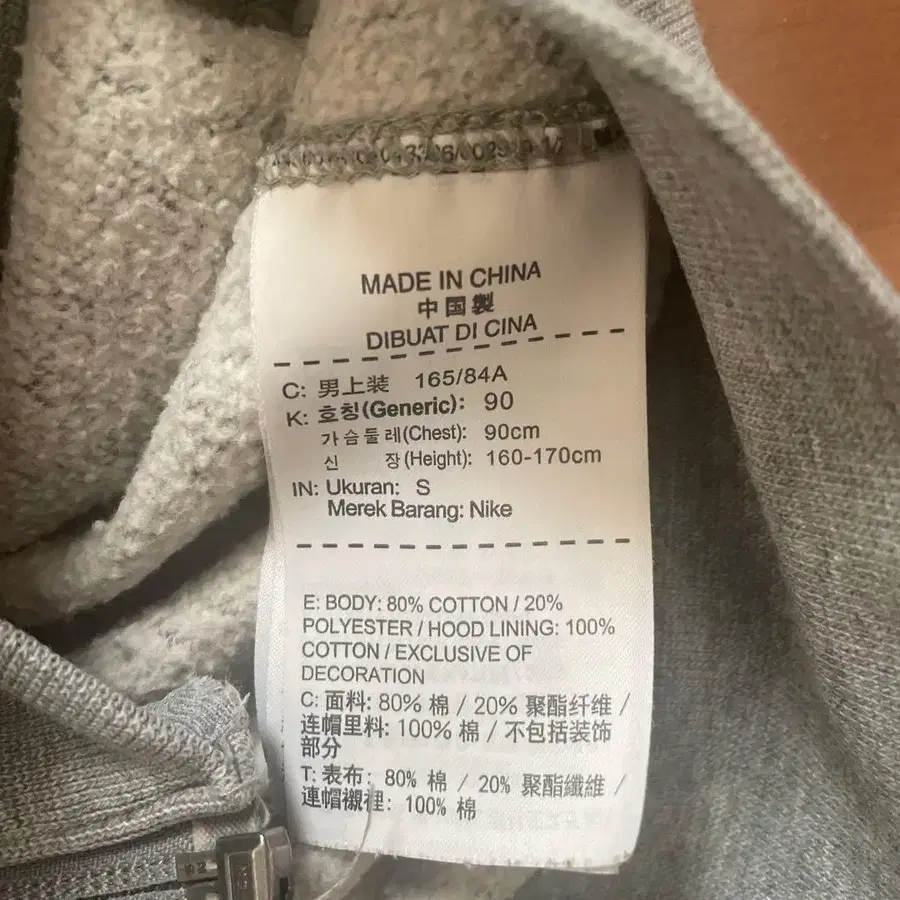 MADE IN CHINA
中国製
DIBUAT DI CINA
C: 男上装 165/84A
K: 호칭(Generic): 90
가슴둘레(Chest): 90cm
신 장(Height): 160-170cm
IN: Ukuran: S
Merek Barang: Nike
E: BODY: 80% COTTON / 20%
POLYESTER / HOOD LINING: 100%
COTTON / EXCLUSIVE OF
DECORATION
C: 面料: 80% 棉 / 20% 聚酯纤维 /
连帽里料: 100% 棉 / 不包括装饰
部分
T: 表布: 80% 棉 / 20% 聚酯纖維 /
連帽襯裡: 100% 棉